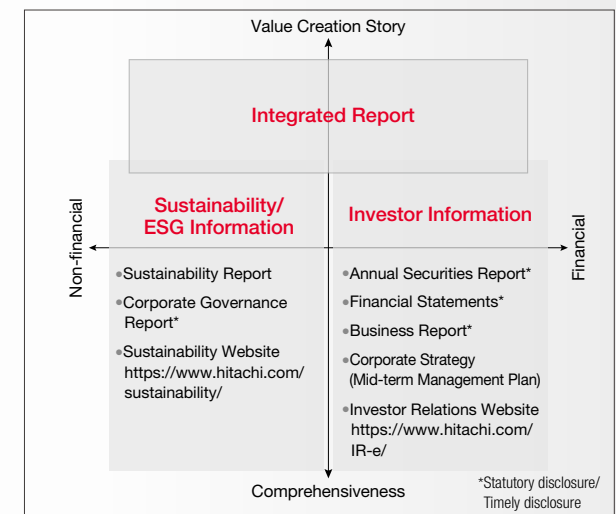 Value Creation Story
Integrated Report
Sustainability/
ESG Information
Investor Information
Non-financial
Financial
•Sustainability Report
•Corporate Governance
Report*
•Sustainability Website
https://www.hitachi.com/
sustainability/
•Annual Securities Report*
•Financial Statements*
•Business Report*
•Corporate Strategy
(Mid-term Management Plan)
•Investor Relations Website
https://www.hitachi.com/
IR-e/
Comprehensiveness
*Statutory disclosure/
Timely disclosure